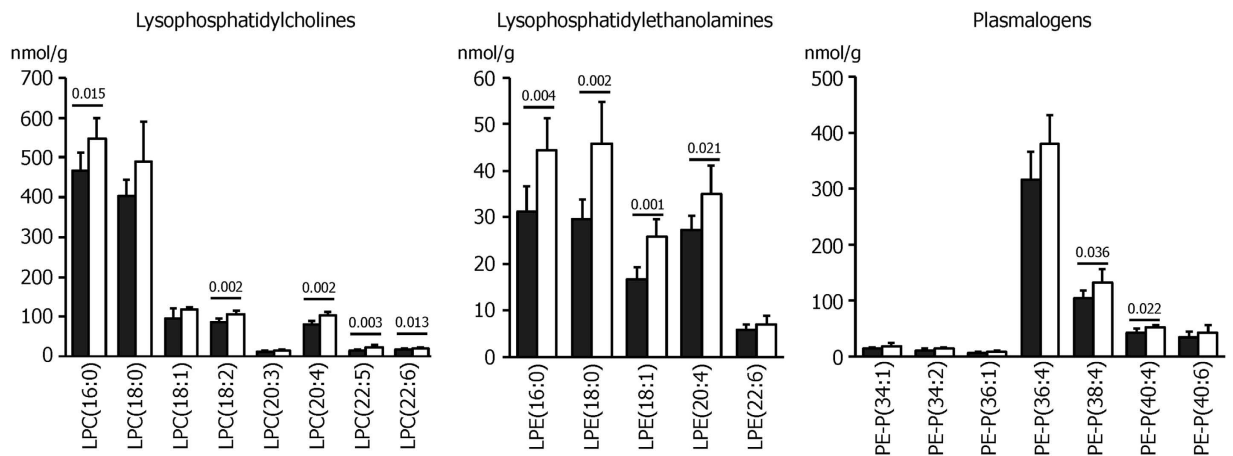 Lysophosphatidylcholines
nmol/g
700
600
500
400
300
200
100
0
0.015
0.002
0.002
0.003
0.013
LPC(16:0)
LPC(18:0)
LPC(18:1)
LPC(18:2)
LPC(20:3)
LPC(20:4)
LPC(22:5)
LPC(22:6)
Lysophosphatidylethanolamines
nmol/g
60
50
40
30
20
10
0
0.004
0.002
0.001
0.021
LPE(16:0)
LPE(18:0)
LPE(18:1)
LPE(20:4)
LPE(22:6)
Plasmalogens
nmol/g
500
400
300
200
100
0
0.036
0.022
PE-P(34:1)
PE-P(34:2)
PE-P(36:1)
PE-P(36:4)
PE-P(38:4)
PE-P(40:4)
PE-P(40:6)